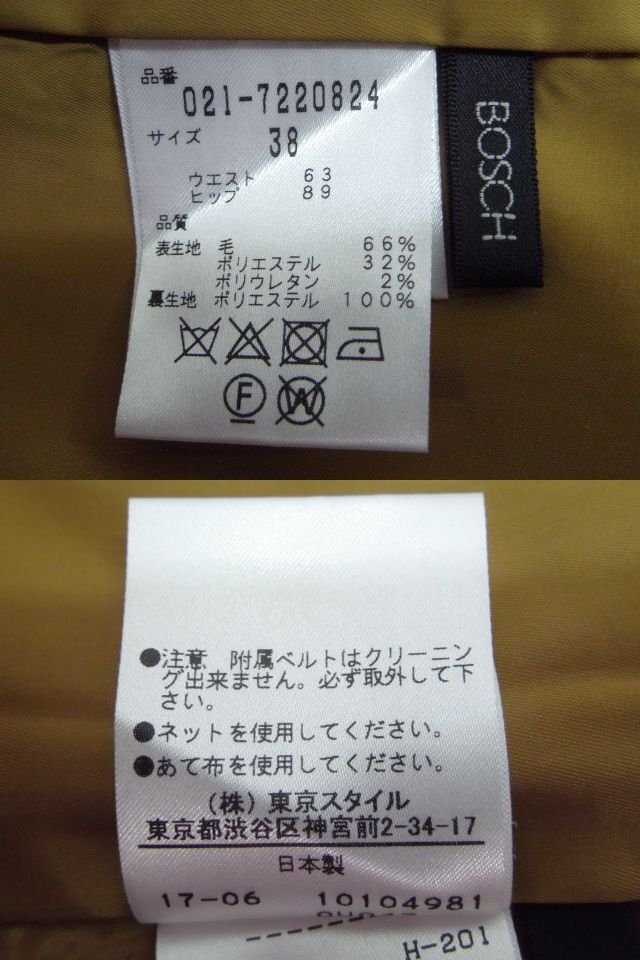 品番
021-7220824
サイズ 38
ウエスト 63
ヒップ 89
品質
表生地 毛 66%
ポリエステル 32%
ポリウレタン 2%
裏生地 ポリエステル 100%
F W
BOSCH
●注意 附属ベルトはクリーニン
グ出来ません。必ず取外して下
さい。
●ネットを使用してください。
●あて布を使用してください。
(株)東京スタイル
東京都渋谷区神宮前2-34-17
日本製
17-06 10104981
H-201